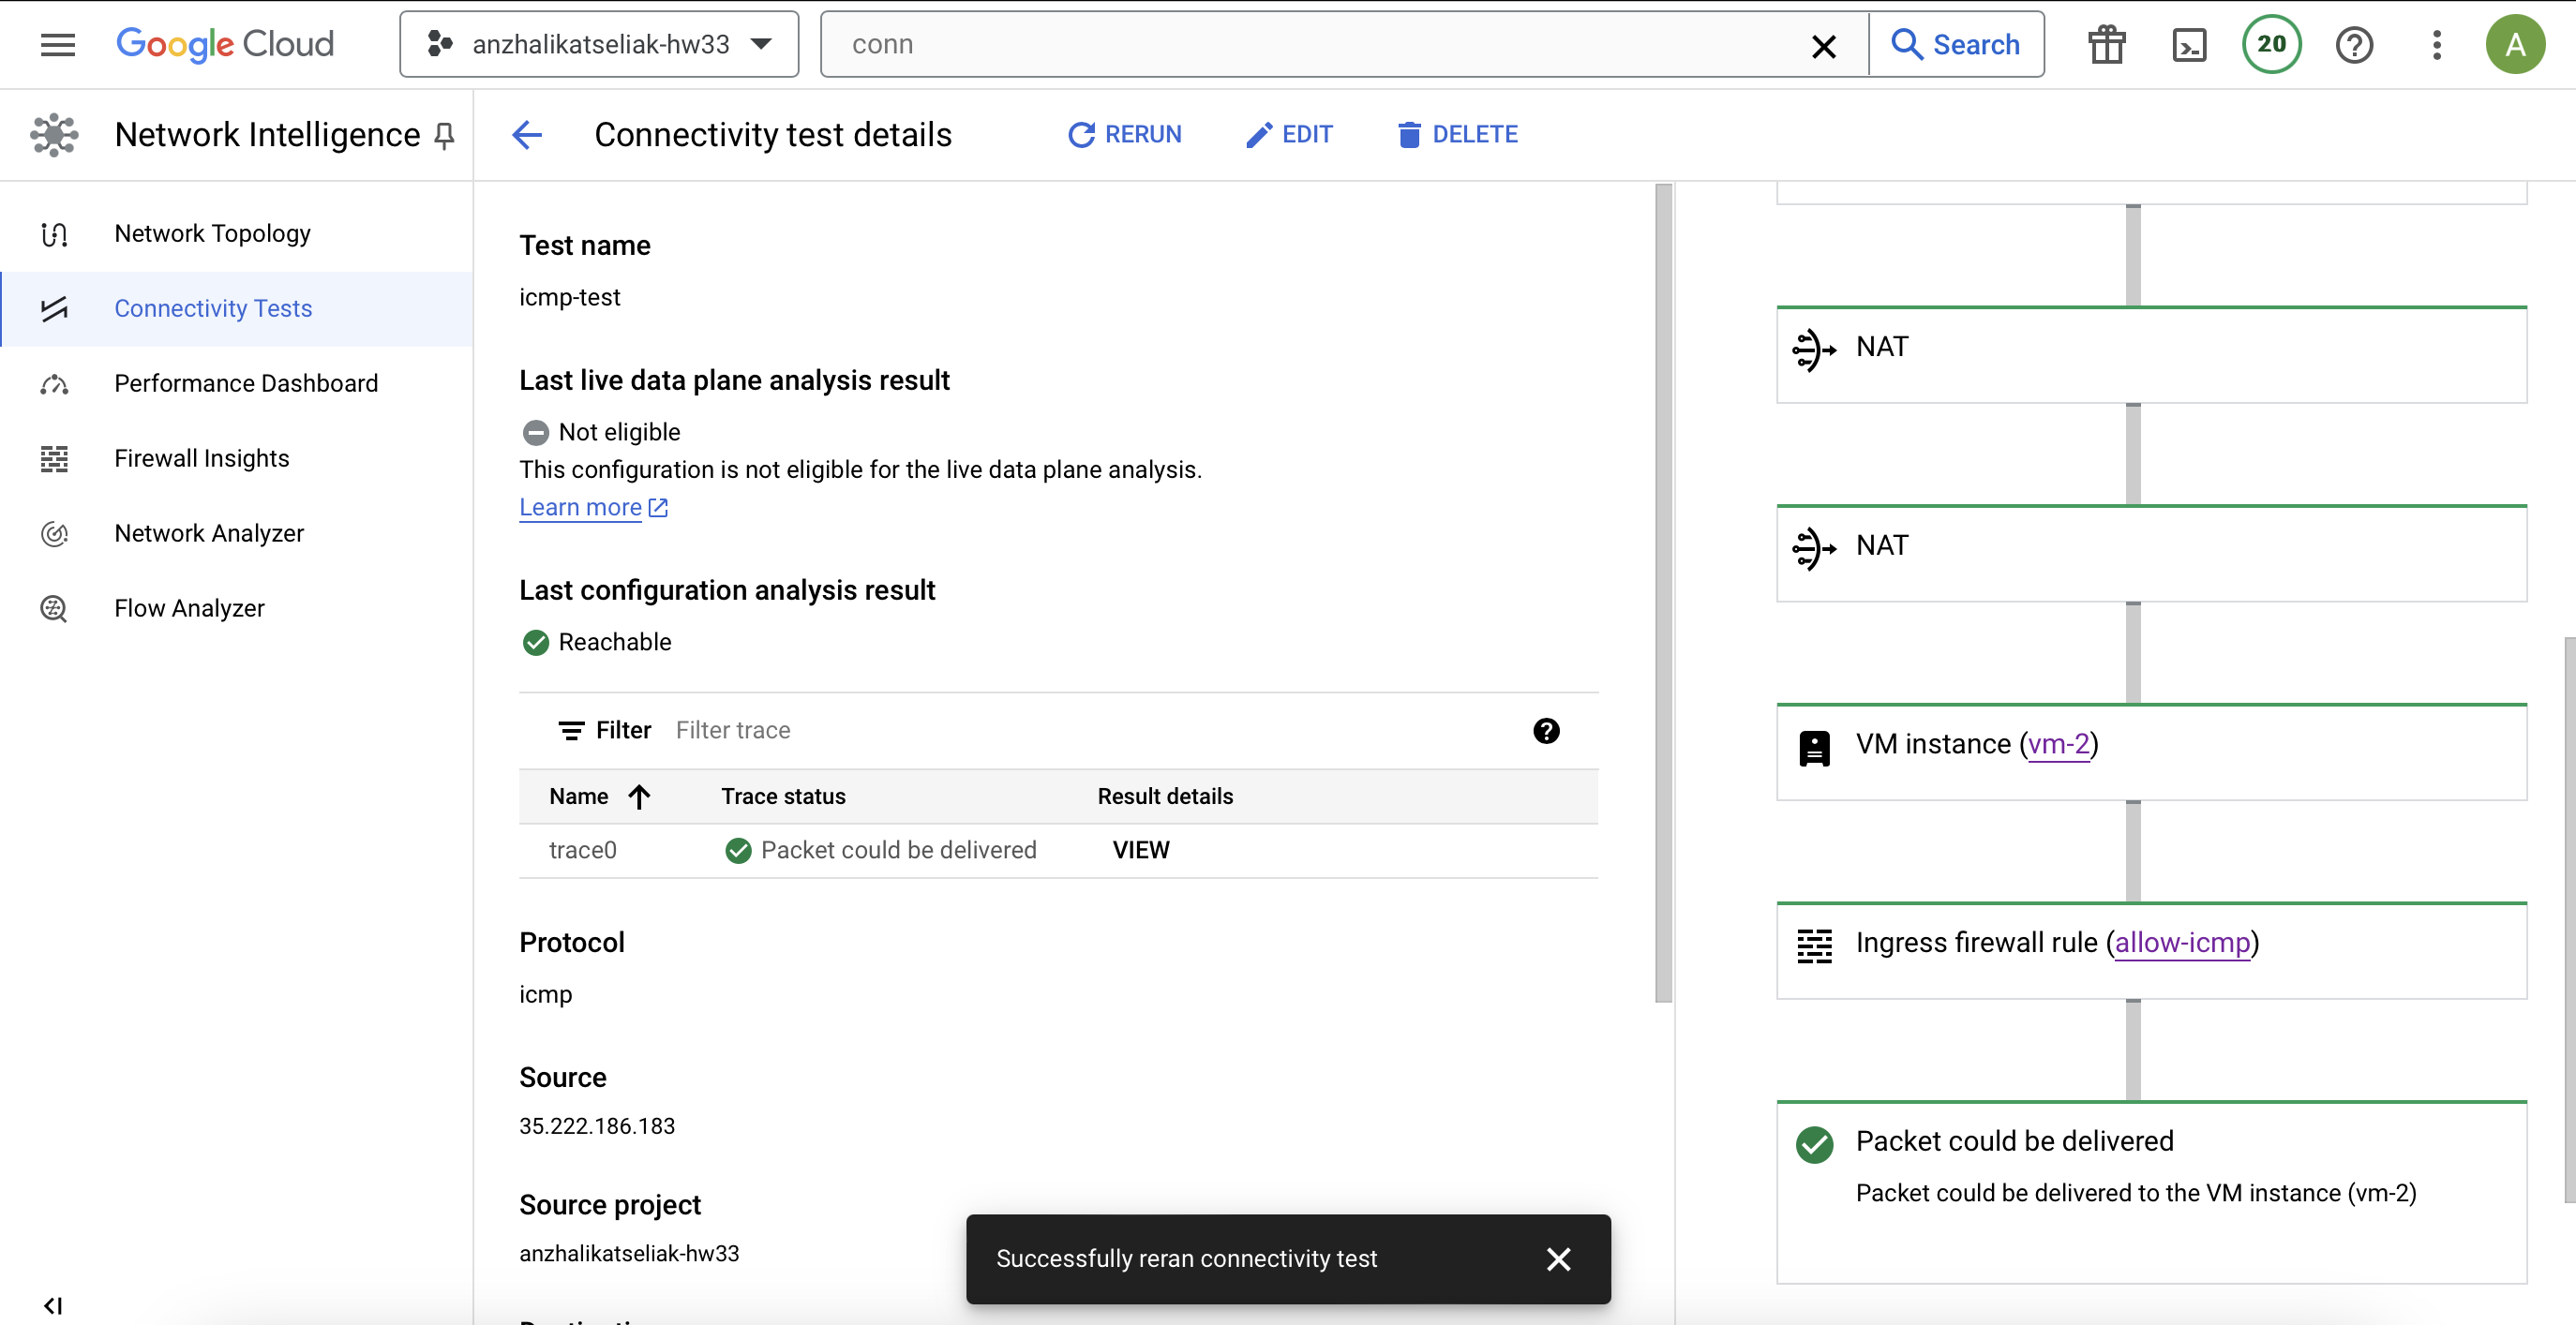 Google Cloud
anzhalikatseliak-hw33
conn
Search
20
A
Network Intelligence
Connectivity test details
RERUN
EDIT
DELETE
Network Topology
Connectivity Tests
Performance Dashboard
Firewall Insights
Network Analyzer
Flow Analyzer
Test name
icmp-test
Last live data plane analysis result
Not eligible
This configuration is not eligible for the live data plane analysis.
Learn more
Last configuration analysis result
Reachable
Filter Filter trace
Name Trace status Result details
trace0 Packet could be delivered VIEW
Protocol
icmp
Source
35.222.186.183
Source project
anzhalikatseliak-hw33
NAT
NAT
VM instance (vm-2)
Ingress firewall rule (allow-icmp)
Packet could be delivered
Packet could be delivered to the VM instance (vm-2)
Successfully reran connectivity test